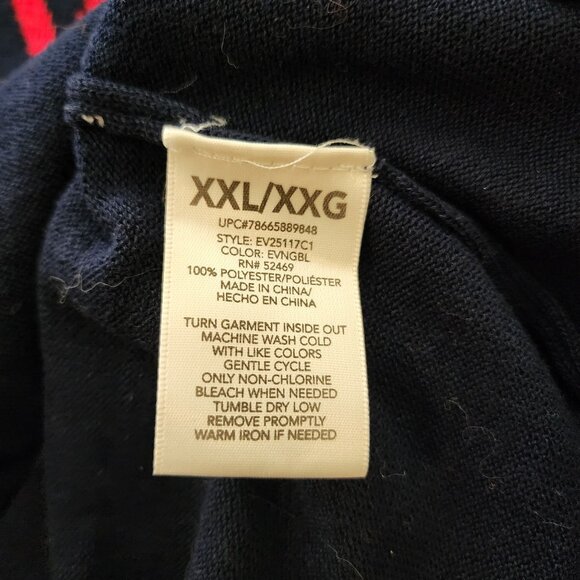 XXL/XXG
UPC#78665889848
STYLE: EV25117C1
COLOR: EVNGBL
RN# 52469
100% POLYESTER/POLIÉSTER
MADE IN CHINA/
HECHO EN CHINA
TURN GARMENT INSIDE OUT
MACHINE WASH COLD
WITH LIKE COLORS
GENTLE CYCLE
ONLY NON-CHLORINE
BLEACH WHEN NEEDED
TUMBLE DRY LOW
REMOVE PROMPTLY
WARM IRON IF NEEDED